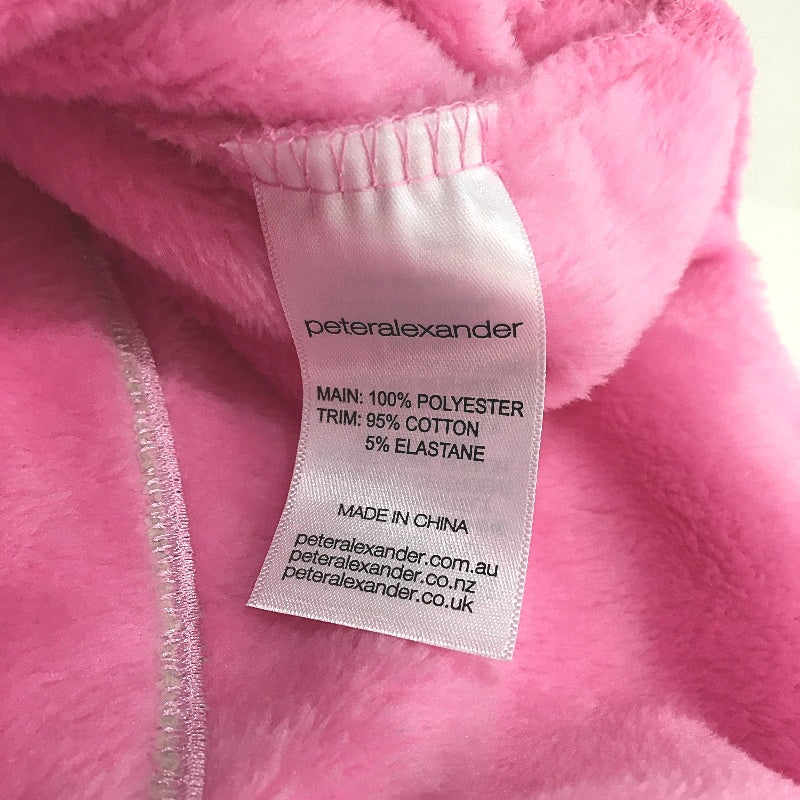 peteralexander
MAIN: 100% POLYESTER
TRIM: 95% COTTON
5% ELASTANE
MADE IN CHINA
peteralexander.com.au
peteralexander.co.nz
peteralexander.co.uk